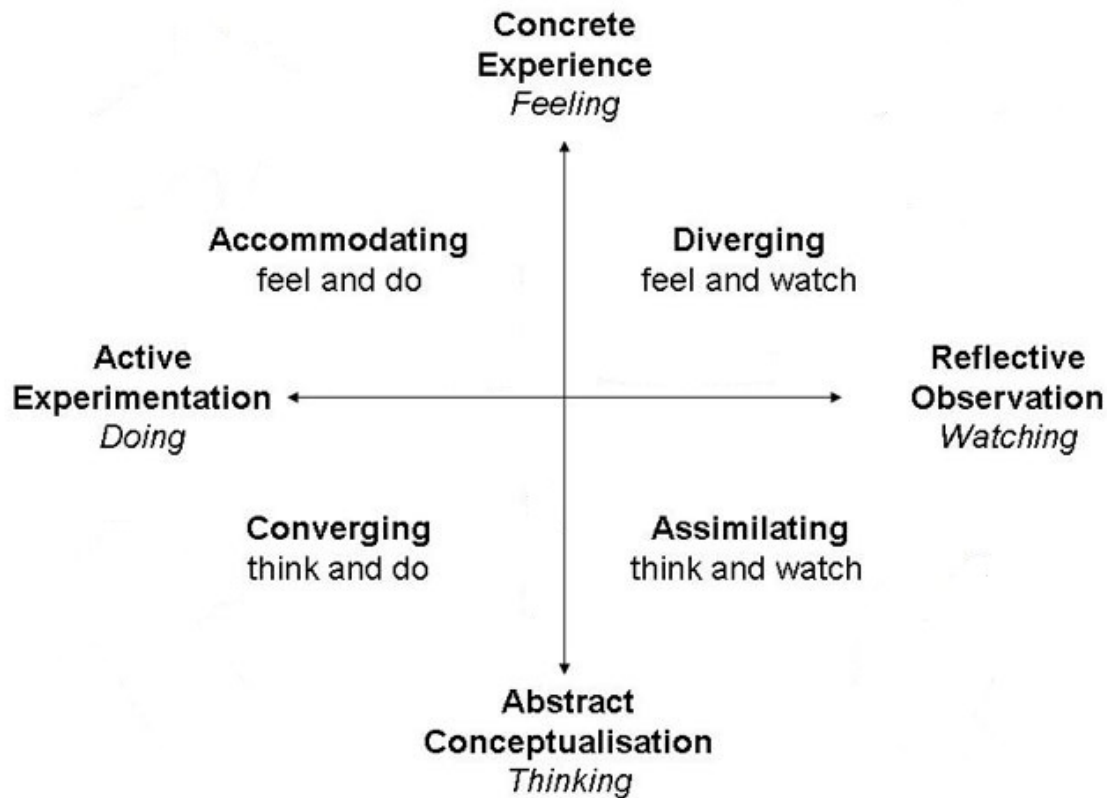 Concrete
Experience
Feeling
Accommodating
feel and do
Diverging
feel and watch
Active
Experimentation
Doing
Reflective
Observation
Watching
Converging
think and do
Assimilating
think and watch
Abstract
Conceptualisation
Thinking